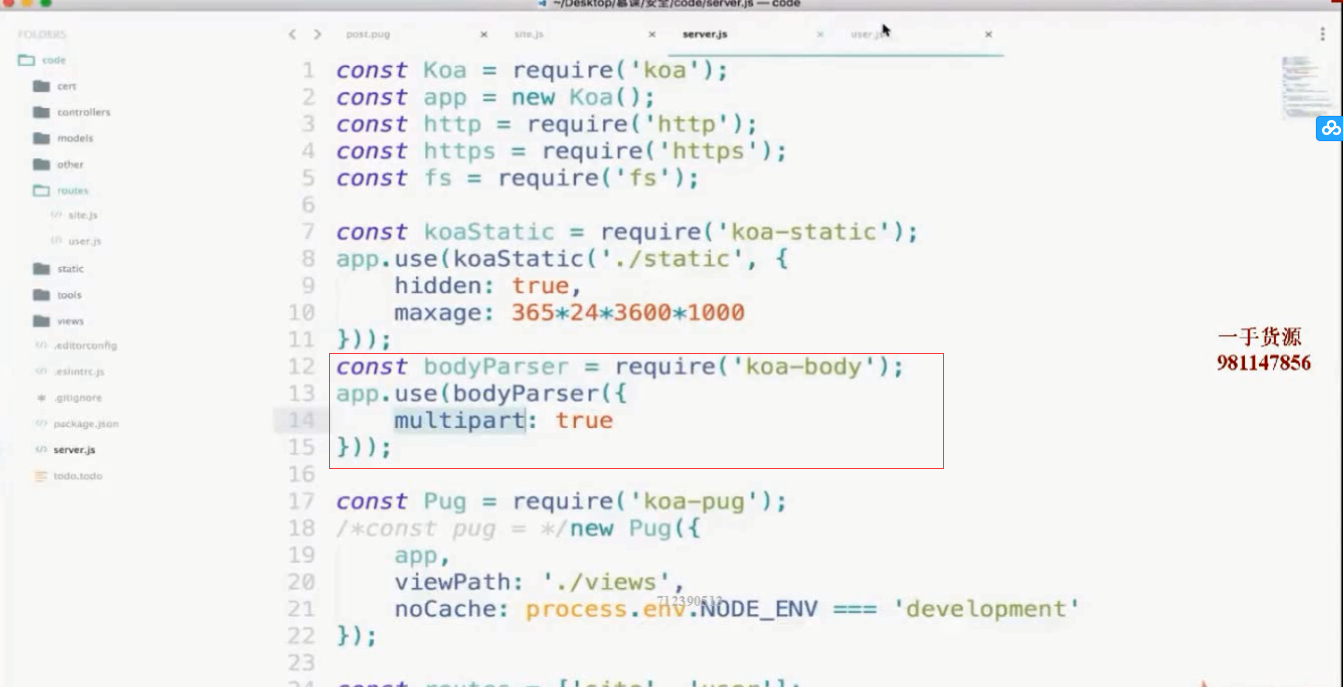 ~/Desktop/慕课/安全/code/server.js — code
FOLDERS
code
cert
controllers
models
other
routes
site.js
user.js
static
tools
views
.editorconfig
.eslintrc.js
.gitignore
package.json
server.js
todo.todo
post.pug
site.js
server.js
user.js
1 const Koa = require('koa');
2 const app = new Koa();
3 const http = require('http');
4 const https = require('https');
5 const fs = require('fs');
6
7 const koaStatic = require('koa-static');
8 app.use(koaStatic('./static', {
9 hidden: true,
10 maxage: 365*24*3600*1000
11 }));
12 const bodyParser = require('koa-body');
13 app.use(bodyParser({
14 multipart: true
15 }));
16
17 const Pug = require('koa-pug');
18 /*const pug = */new Pug({
19 app,
20 viewPath: './views',
21 noCache: process.env.NODE_ENV === 'development'
22 });
23
24 const routes = ['site', 'user'];
一手货源
981147856